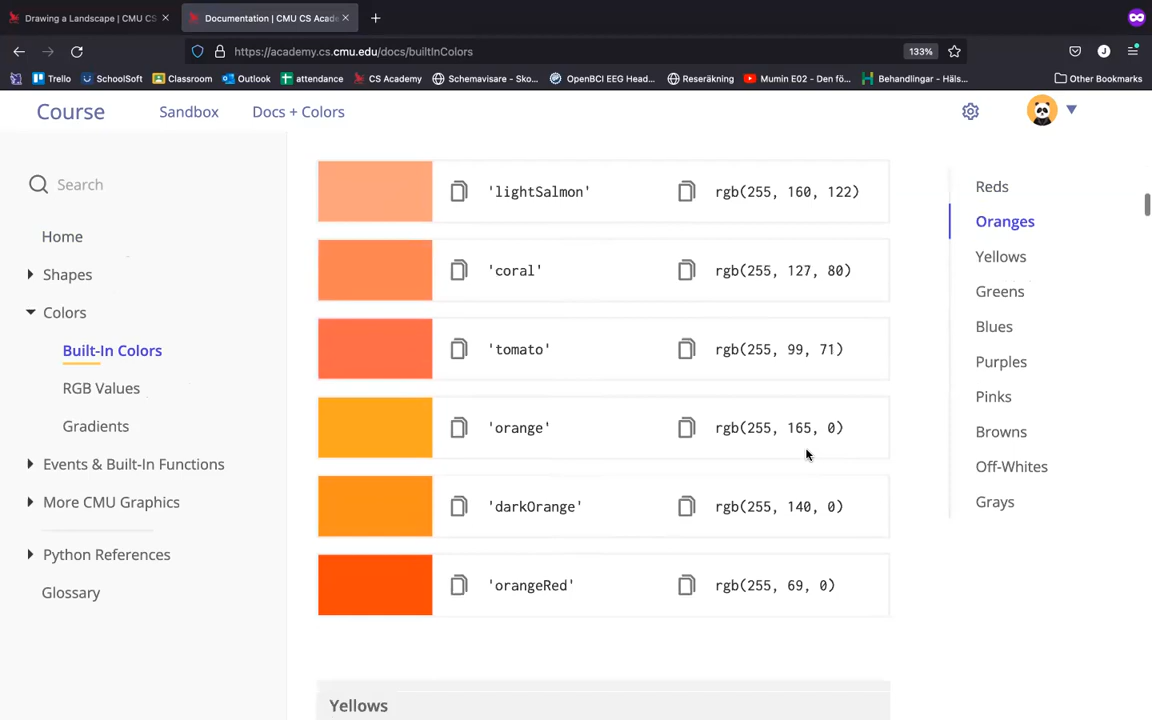 Drawing a Landscape | CMU CS
Documentation | CMU CS Acade
https://academy.cs.cmu.edu/docs/builtInColors
133%
Trello
SchoolSoft
Classroom
Outlook
attendance
CS Academy
Schemavisare - Sko...
OpenBCI EEG Head...
Reseräkning
Mumin E02 - Den fö...
Behandlingar - Häls...
Other Bookmarks
Course
Sandbox
Docs + Colors
Search
Home
Shapes
Colors
Built-In Colors
RGB Values
Gradients
Events & Built-In Functions
More CMU Graphics
Python References
Glossary
'lightSalmon' rgb(255, 160, 122)
'coral' rgb(255, 127, 80)
'tomato' rgb(255, 99, 71)
'orange' rgb(255, 165, 0)
'darkOrange' rgb(255, 140, 0)
'orangeRed' rgb(255, 69, 0)
Yellows
Reds
Oranges
Yellows
Greens
Blues
Purples
Pinks
Browns
Off-Whites
Grays